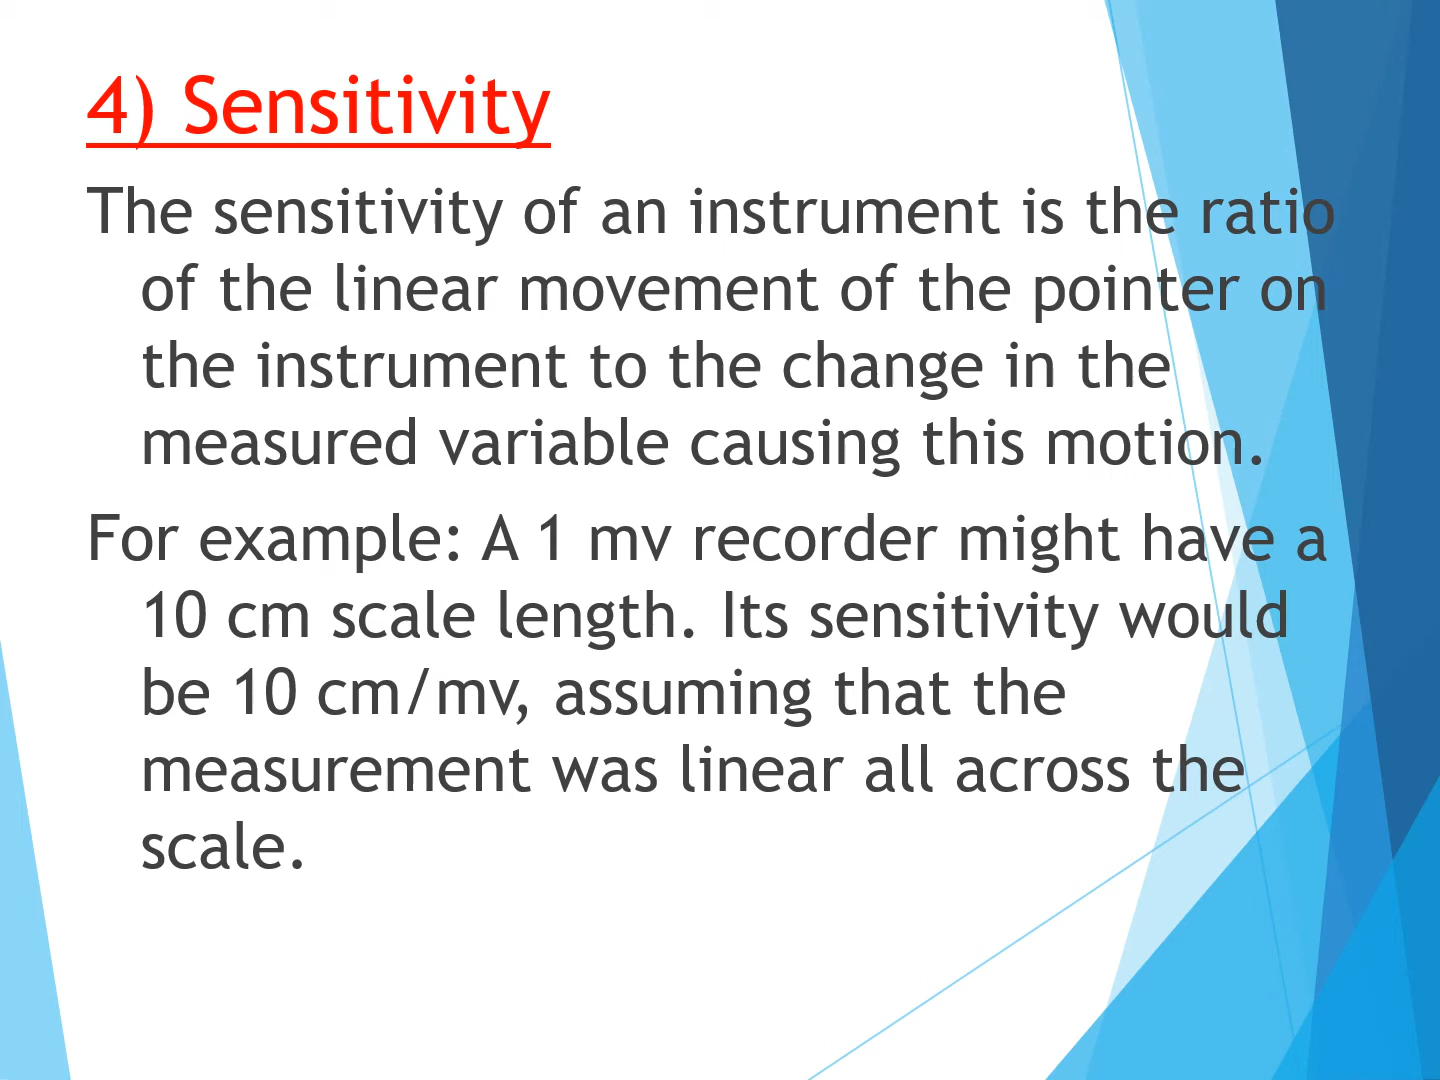 4) Sensitivity
The sensitivity of an instrument is the ratio
of the linear movement of the pointer on
the instrument to the change in the
measured variable causing this motion.
For example: A 1 mv recorder might have a
10 cm scale length. Its sensitivity would
be 10 cm/mv, assuming that the
measurement was linear all across the
scale.